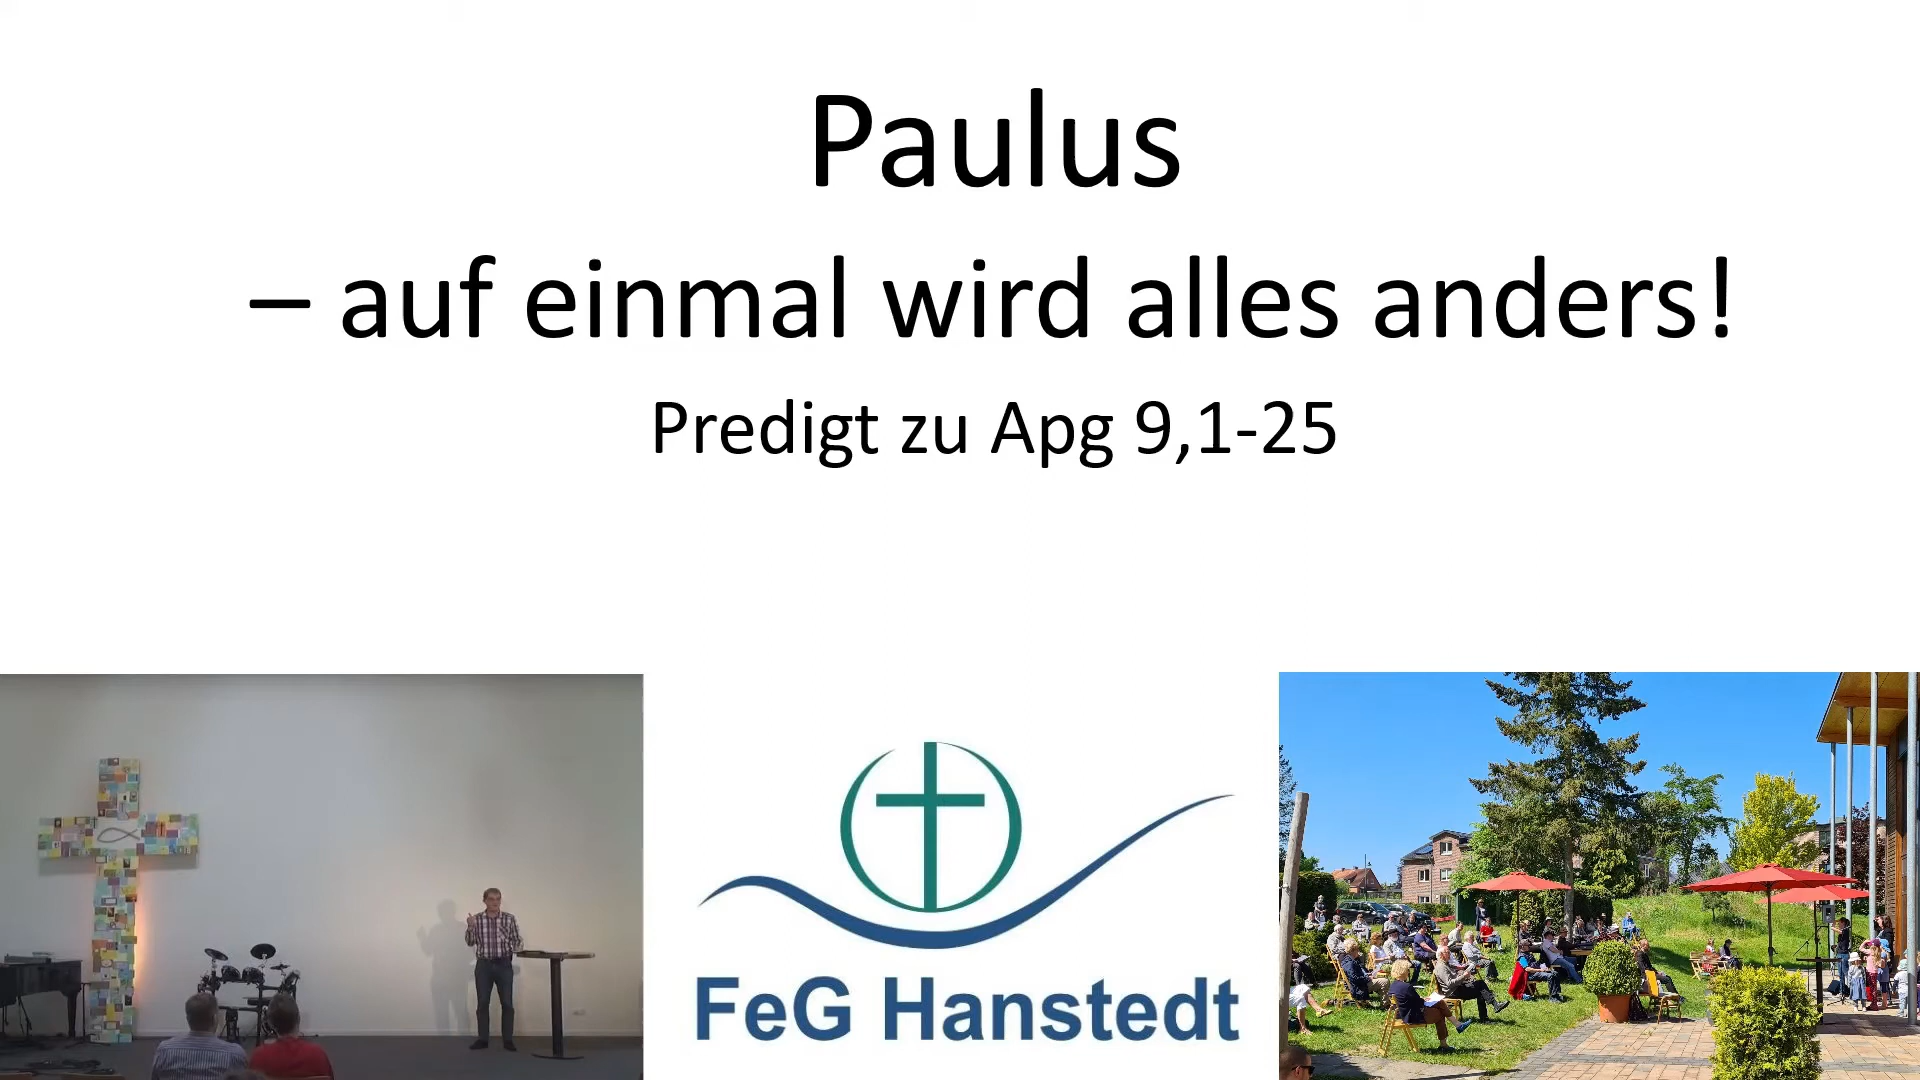 Paulus
– auf einmal wird alles anders!
Predigt zu Apg 9,1-25
FeG Hanstedt